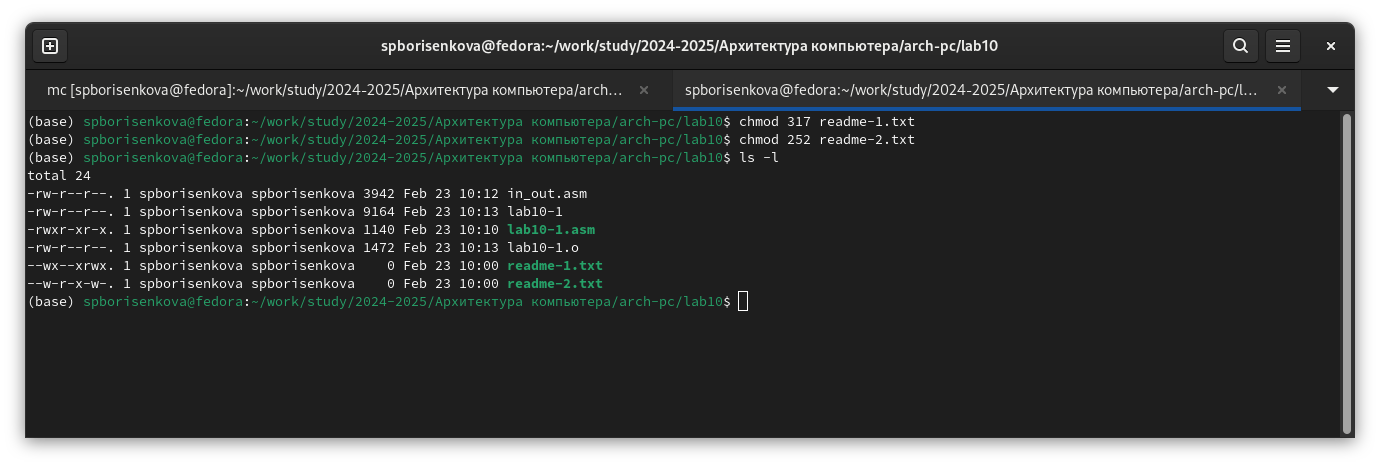 spborisenkova@fedora:~/work/study/2024-2025/Архитектура компьютера/arch-pc/lab10
mc [spborisenkova@fedora]:~/work/study/2024-2025/Архитектура компьютера/arch...
spborisenkova@fedora:~/work/study/2024-2025/Архитектура компьютера/arch-pc/l...
(base) spborisenkova@fedora:~/work/study/2024-2025/Архитектура компьютера/arch-pc/lab10$ chmod 317 readme-1.txt
(base) spborisenkova@fedora:~/work/study/2024-2025/Архитектура компьютера/arch-pc/lab10$ chmod 252 readme-2.txt
(base) spborisenkova@fedora:~/work/study/2024-2025/Архитектура компьютера/arch-pc/lab10$ ls -l
total 24
-rw-r--r--. 1 spborisenkova spborisenkova 3942 Feb 23 10:12 in_out.asm
-rw-r--r--. 1 spborisenkova spborisenkova 9164 Feb 23 10:13 lab10-1
-rwxr-xr-x. 1 spborisenkova spborisenkova 1140 Feb 23 10:10 lab10-1.asm
-rw-r--r--. 1 spborisenkova spborisenkova 1472 Feb 23 10:13 lab10-1.o
--wx--xrwx. 1 spborisenkova spborisenkova    0 Feb 23 10:00 readme-1.txt
--w-r-x-w-. 1 spborisenkova spborisenkova    0 Feb 23 10:00 readme-2.txt
(base) spborisenkova@fedora:~/work/study/2024-2025/Архитектура компьютера/arch-pc/lab10$